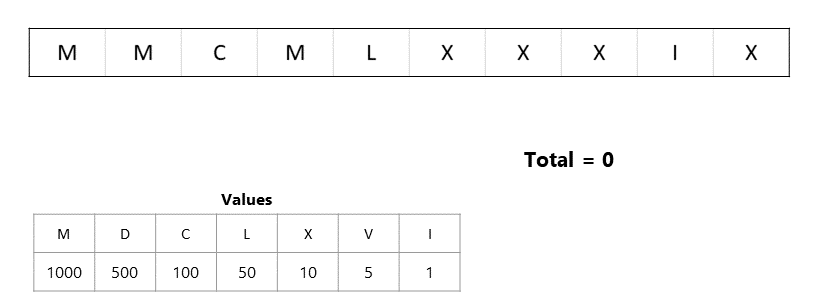 M M C M L X X X I X
Total = 0
Values
M D C L X V I
1000 500 100 50 10 5 1